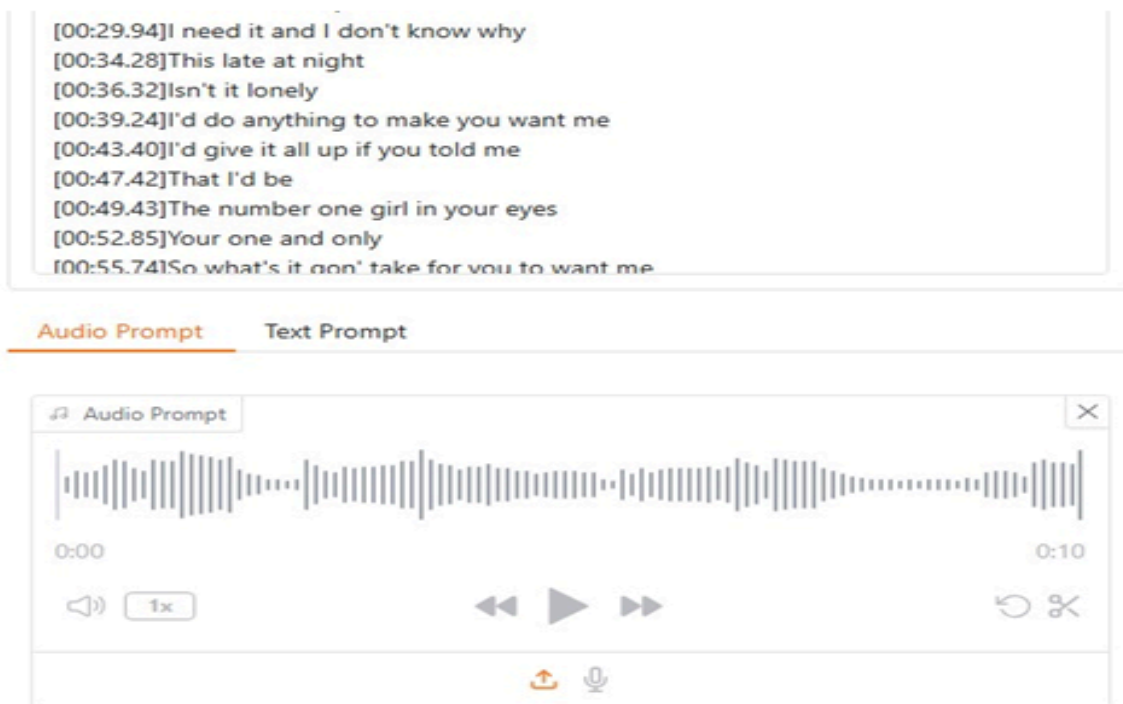 [00:29.94]I need it and I don't know why
[00:34.28]This late at night
[00:36.32]Isn't it lonely
[00:39.24]I'd do anything to make you want me
[00:43.40]I'd give it all up if you told me
[00:47.42]That I'd be
[00:49.43]The number one girl in your eyes
[00:52.85]Your one and only
[00:55.74]So what's it gon' take for you to want me
Audio Prompt Text Prompt
Audio Prompt
0:00 0:10
1x